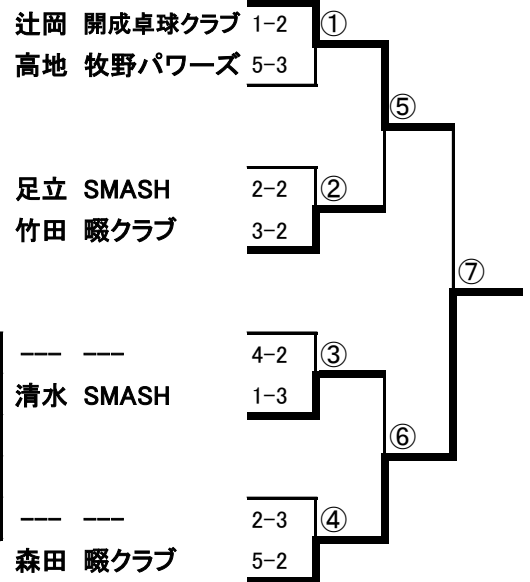 辻岡 開成卓球クラブ 1-2 ①
高地 牧野パワーズ 5-3
⑤
足立 SMASH 2-2 ②
竹田 畷クラブ 3-2
⑦
--- --- 4-2 ③
清水 SMASH 1-3
⑥
--- --- 2-3 ④
森田 畷クラブ 5-2